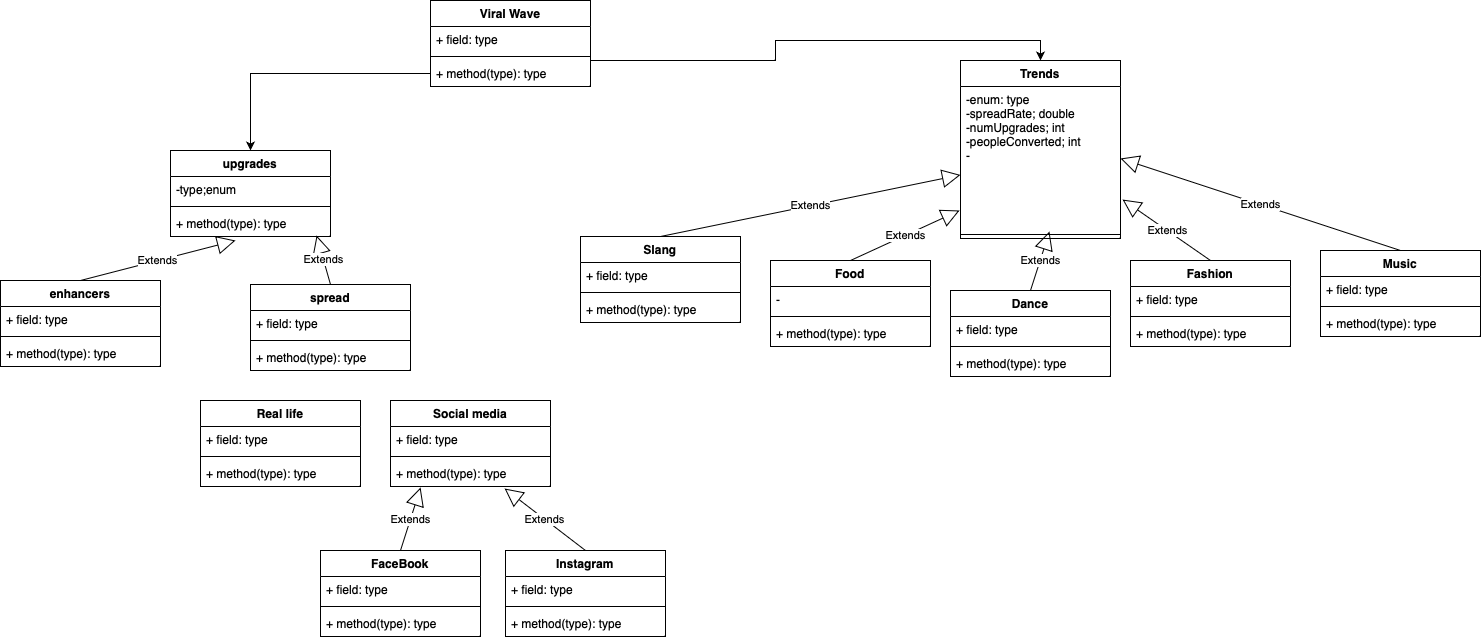 Viral Wave
+ field: type
+ method(type): type
Trends
-enum: type
-spreadRate; double
-numUpgrades; int
-peopleConverted; int
-
upgrades
-type;enum
+ method(type): type
Extends
Extends
Extends
Extends
Extends
Extends
Extends
enhancers
+ field: type
+ method(type): type
spread
+ field: type
+ method(type): type
Slang
+ field: type
+ method(type): type
Food
-
+ method(type): type
Dance
+ field: type
+ method(type): type
Fashion
+ field: type
+ method(type): type
Music
+ field: type
+ method(type): type
Real life
+ field: type
+ method(type): type
Social media
+ field: type
+ method(type): type
Extends
Extends
FaceBook
+ field: type
+ method(type): type
Instagram
+ field: type
+ method(type): type